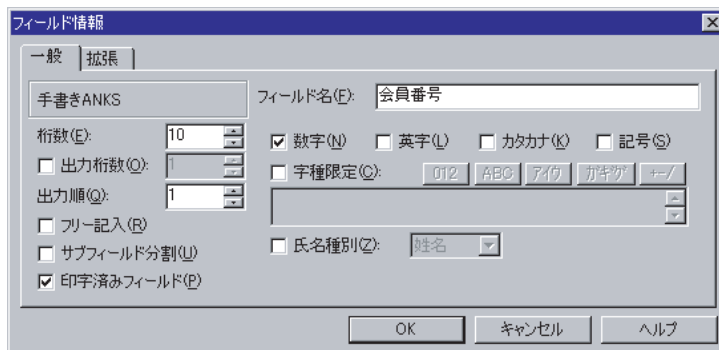 フィールド情報
一般 拡張
手書きANKS
フィールド名(F): 会員番号
桁数(E): 10
数字(N) 英字(L) カタカナ(K) 記号(S)
出力桁数(O): 1
字種限定(C): 012 ABC アイウ ガギグ +-/
出力順(Q): 1
フリー記入(R)
サブフィールド分割(U)
氏名種別(Z): 姓名
印字済みフィールド(P)
OK キャンセル ヘルプ